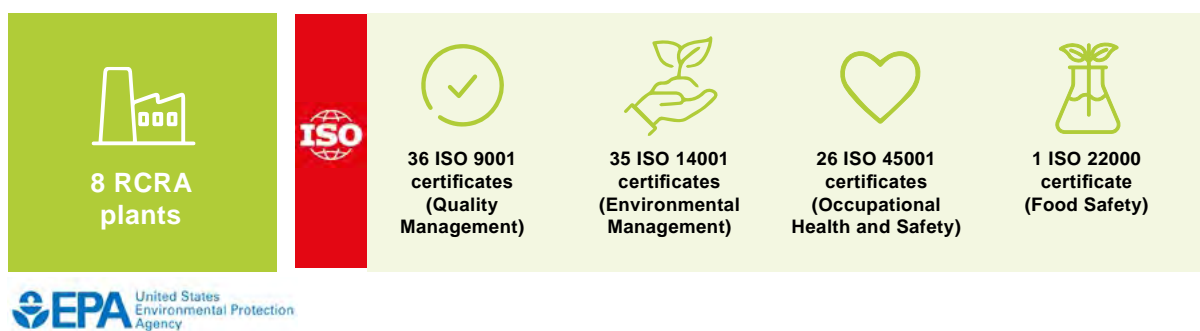 8 RCRA
plants
ISO
36 ISO 9001
certificates
(Quality
Management)
35 ISO 14001
certificates
(Environmental
Management)
26 ISO 45001
certificates
(Occupational
Health and Safety)
1 ISO 22000
certificate
(Food Safety)
EPA
United States
Environmental Protection
Agency